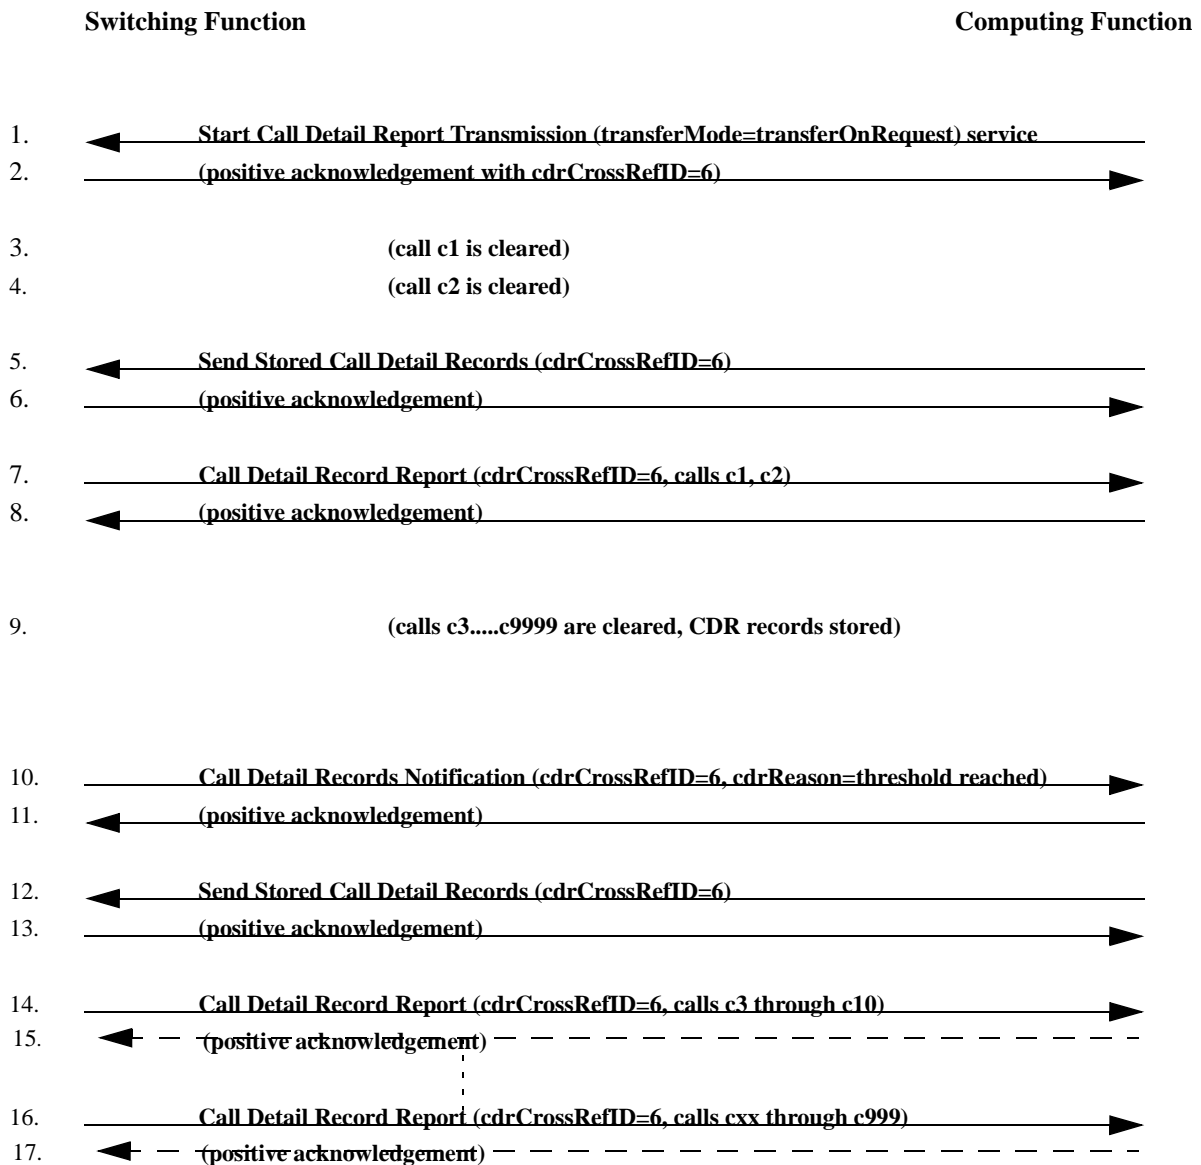 Switching Function Computing Function
1. Start Call Detail Report Transmission (transferMode=transferOnRequest) service
2. (positive acknowledgement with cdrCrossRefID=6)
3. (call c1 is cleared)
4. (call c2 is cleared)
5. Send Stored Call Detail Records (cdrCrossRefID=6)
6. (positive acknowledgement)
7. Call Detail Record Report (cdrCrossRefID=6, calls c1, c2)
8. (positive acknowledgement)
9. (calls c3.....c9999 are cleared, CDR records stored)
10. Call Detail Records Notification (cdrCrossRefID=6, cdrReason=threshold reached)
11. (positive acknowledgement)
12. Send Stored Call Detail Records (cdrCrossRefID=6)
13. (positive acknowledgement)
14. Call Detail Record Report (cdrCrossRefID=6, calls c3 through c10)
15. (positive acknowledgement)
16. Call Detail Record Report (cdrCrossRefID=6, calls cxx through c999)
17. (positive acknowledgement)